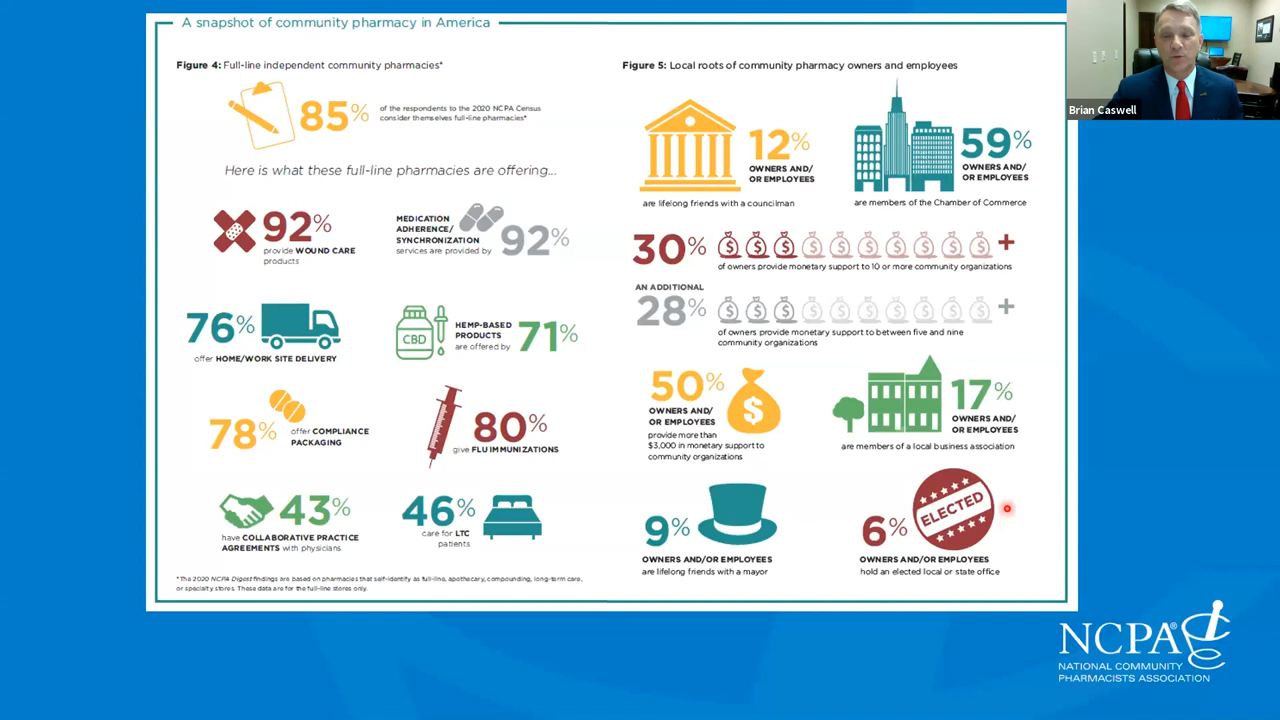 A snapshot of community pharmacy in America
Brian Caswell
Figure 4: Full-line independent community pharmacies*
85%
of the respondents to the 2020 NCPA Census
consider themselves full-line pharmacies*
Here is what these full-line pharmacies are offering...
92%
provide WOUND CARE
products
MEDICATION
ADHERENCE/
SYNCHRONIZATION
services are provided by
92%
76%
offer HOME/WORK SITE DELIVERY
CBD
HEMP-BASED
PRODUCTS
are offered by
71%
78%
offer COMPLIANCE
PACKAGING
80%
give FLU IMMUNIZATIONS
43%
have COLLABORATIVE PRACTICE
AGREEMENTS with physicians
46%
care for LTC
patients
*The 2020 NCPA Digest findings are based on pharmacies that self-identify as full-line, apothecary, compounding, long-term care,
or specialty stores. These data are for the full-line stores only.
Figure 5: Local roots of community pharmacy owners and employees
12%
OWNERS AND/
OR EMPLOYEES
are lifelong friends with a councilman
59%
OWNERS AND/
OR EMPLOYEES
are members of the Chamber of Commerce
30%
$ $ $ $ $ $ $ $ $ $ +
of owners provide monetary support to 10 or more community organizations
AN ADDITIONAL
28%
$ $ $ $ $ $ $ $ $ $ +
of owners provide monetary support to between five and nine
community organizations
50%
$
OWNERS AND/
OR EMPLOYEES
provide more than
$3,000 in monetary support to
community organizations
17%
OWNERS AND/
OR EMPLOYEES
are members of a local business association
9%
OWNERS AND/OR EMPLOYEES
are lifelong friends with a mayor
ELECTED
6%
OWNERS AND/OR EMPLOYEES
hold an elected local or state office
NCPA®
NATIONAL COMMUNITY
PHARMACISTS ASSOCIATION